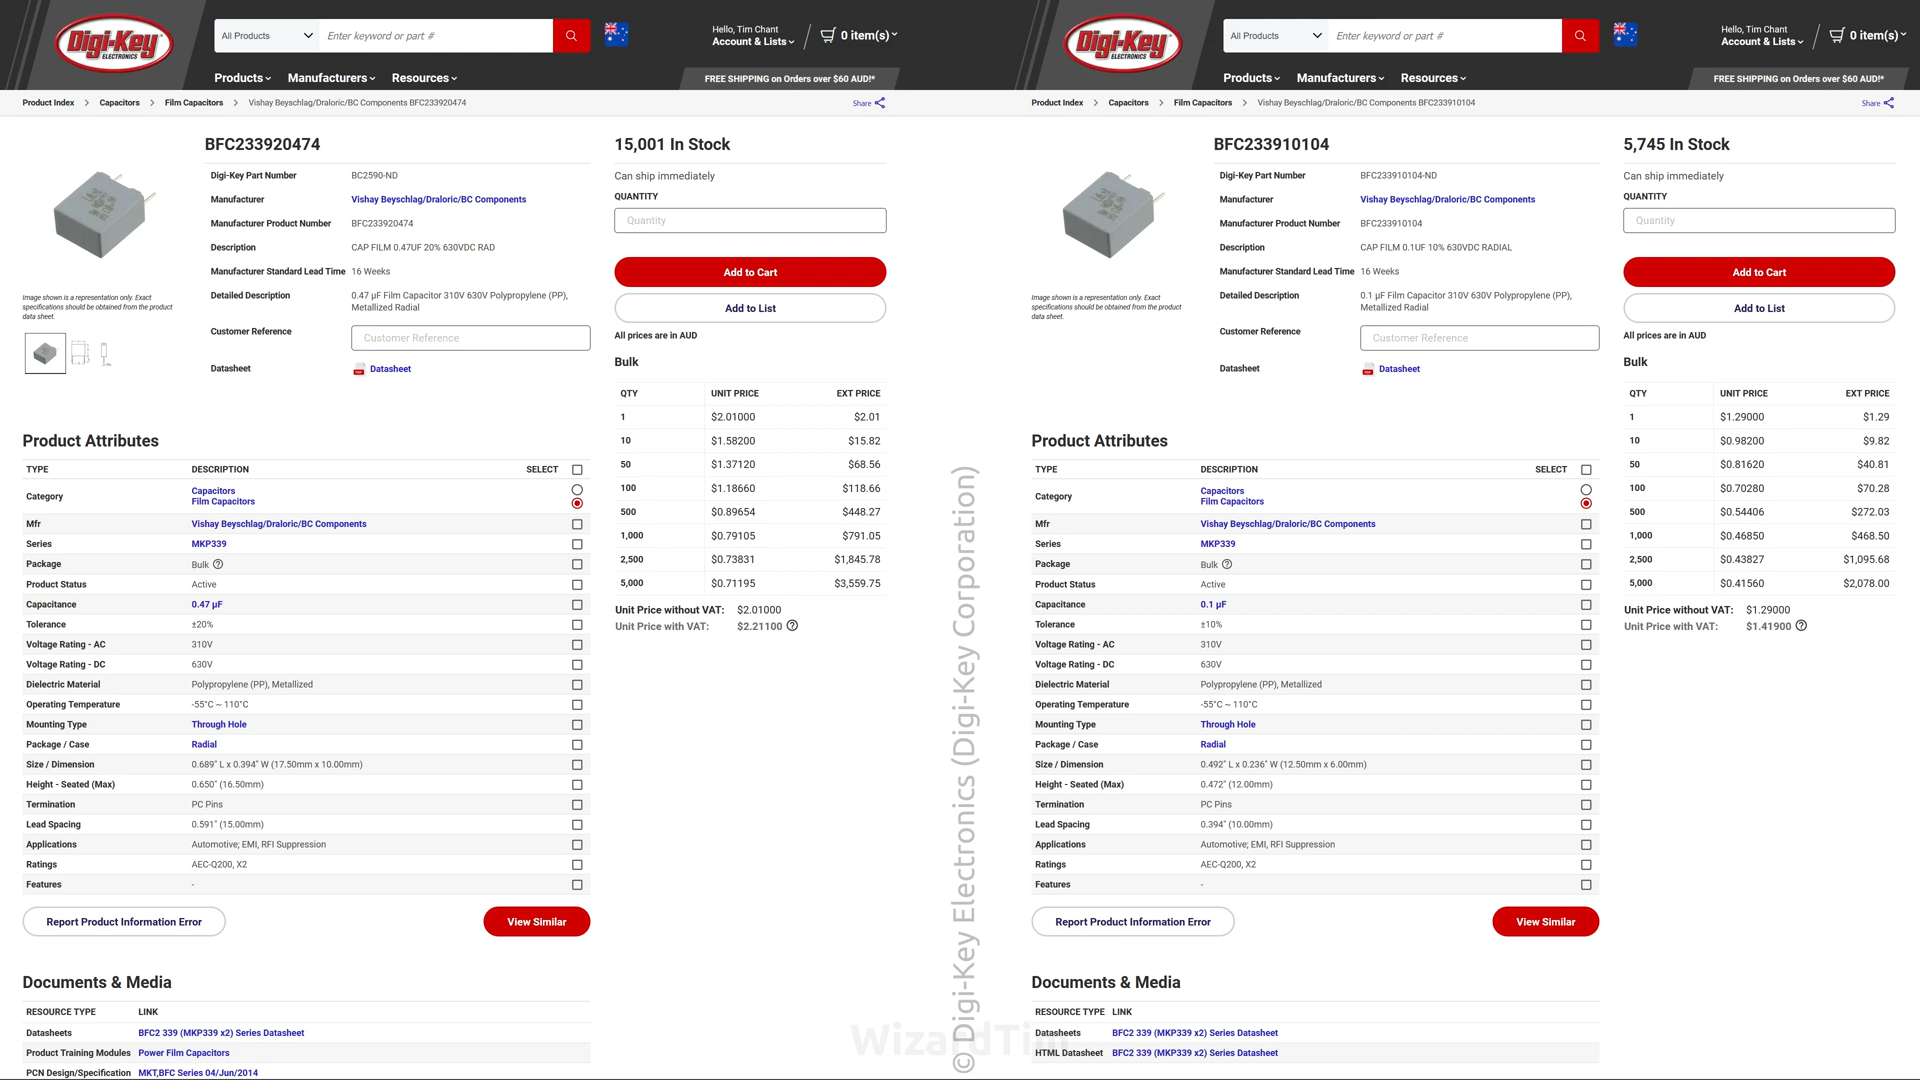 Digi-Key
ELECTRONICS
All Products
Enter keyword or part #
Hello, Tim Chant
Account & Lists
0 item(s)
Products
Manufacturers
Resources
FREE SHIPPING on Orders over $60 AUD!*
Product Index > Capacitors > Film Capacitors > Vishay Beyschlag/Draloric/BC Components BFC233920474
Share
BFC233920474
Digi-Key Part Number BC2590-ND
Manufacturer Vishay Beyschlag/Draloric/BC Components
Manufacturer Product Number BFC233920474
Description CAP FILM 0.47UF 20% 630VDC RAD
Manufacturer Standard Lead Time 16 Weeks
Detailed Description 0.47 µF Film Capacitor 310V 630V Polypropylene (PP),
Metallized Radial
Customer Reference Customer Reference
Datasheet Datasheet
Image shown is a representation only. Exact
specifications should be obtained from the product
data sheet.
15,001 In Stock
Can ship immediately
QUANTITY
Quantity
Add to Cart
Add to List
All prices are in AUD
Bulk
QTY UNIT PRICE EXT PRICE
1 $2.01000 $2.01
10 $1.58200 $15.82
50 $1.37120 $68.56
100 $1.18660 $118.66
500 $0.89654 $448.27
1,000 $0.79105 $791.05
2,500 $0.73831 $1,845.78
5,000 $0.71195 $3,559.75
Unit Price without VAT: $2.01000
Unit Price with VAT: $2.21100
Product Attributes
TYPE DESCRIPTION SELECT
Category Capacitors
Film Capacitors
Mfr Vishay Beyschlag/Draloric/BC Components
Series MKP339
Package Bulk
Product Status Active
Capacitance 0.47 µF
Tolerance ±20%
Voltage Rating - AC 310V
Voltage Rating - DC 630V
Dielectric Material Polypropylene (PP), Metallized
Operating Temperature -55°C ~ 110°C
Mounting Type Through Hole
Package / Case Radial
Size / Dimension 0.689" L x 0.394" W (17.50mm x 10.00mm)
Height - Seated (Max) 0.650" (16.50mm)
Termination PC Pins
Lead Spacing 0.591" (15.00mm)
Applications Automotive; EMI, RFI Suppression
Ratings AEC-Q200, X2
Features -
Report Product Information Error
View Similar
Documents & Media
RESOURCE TYPE LINK
Datasheets BFC2 339 (MKP339 x2) Series Datasheet
Product Training Modules Power Film Capacitors
PCN Design/Specification MKT,BFC Series 04/Jun/2014
© Digi-Key Electronics (Digi-Key Corporation)
WizardTim
Digi-Key
ELECTRONICS
All Products
Enter keyword or part #
Hello, Tim Chant
Account & Lists
0 item(s)
Products
Manufacturers
Resources
FREE SHIPPING on Orders over $60 AUD!*
Product Index > Capacitors > Film Capacitors > Vishay Beyschlag/Draloric/BC Components BFC233910104
Share
BFC233910104
Digi-Key Part Number BFC233910104-ND
Manufacturer Vishay Beyschlag/Draloric/BC Components
Manufacturer Product Number BFC233910104
Description CAP FILM 0.1UF 10% 630VDC RADIAL
Manufacturer Standard Lead Time 16 Weeks
Detailed Description 0.1 µF Film Capacitor 310V 630V Polypropylene (PP),
Metallized Radial
Customer Reference Customer Reference
Datasheet Datasheet
Image shown is a representation only. Exact
specifications should be obtained from the product
data sheet.
5,745 In Stock
Can ship immediately
QUANTITY
Quantity
Add to Cart
Add to List
All prices are in AUD
Bulk
QTY UNIT PRICE EXT PRICE
1 $1.29000 $1.29
10 $0.98200 $9.82
50 $0.81620 $40.81
100 $0.70280 $70.28
500 $0.54406 $272.03
1,000 $0.46850 $468.50
2,500 $0.43827 $1,095.68
5,000 $0.41560 $2,078.00
Unit Price without VAT: $1.29000
Unit Price with VAT: $1.41900
Product Attributes
TYPE DESCRIPTION SELECT
Category Capacitors
Film Capacitors
Mfr Vishay Beyschlag/Draloric/BC Components
Series MKP339
Package Bulk
Product Status Active
Capacitance 0.1 µF
Tolerance ±10%
Voltage Rating - AC 310V
Voltage Rating - DC 630V
Dielectric Material Polypropylene (PP), Metallized
Operating Temperature -55°C ~ 110°C
Mounting Type Through Hole
Package / Case Radial
Size / Dimension 0.492" L x 0.236" W (12.50mm x 6.00mm)
Height - Seated (Max) 0.472" (12.00mm)
Termination PC Pins
Lead Spacing 0.394" (10.00mm)
Applications Automotive; EMI, RFI Suppression
Ratings AEC-Q200, X2
Features -
Report Product Information Error
View Similar
Documents & Media
RESOURCE TYPE LINK
Datasheets BFC2 339 (MKP339 x2) Series Datasheet
HTML Datasheet BFC2 339 (MKP339 x2) Series Datasheet